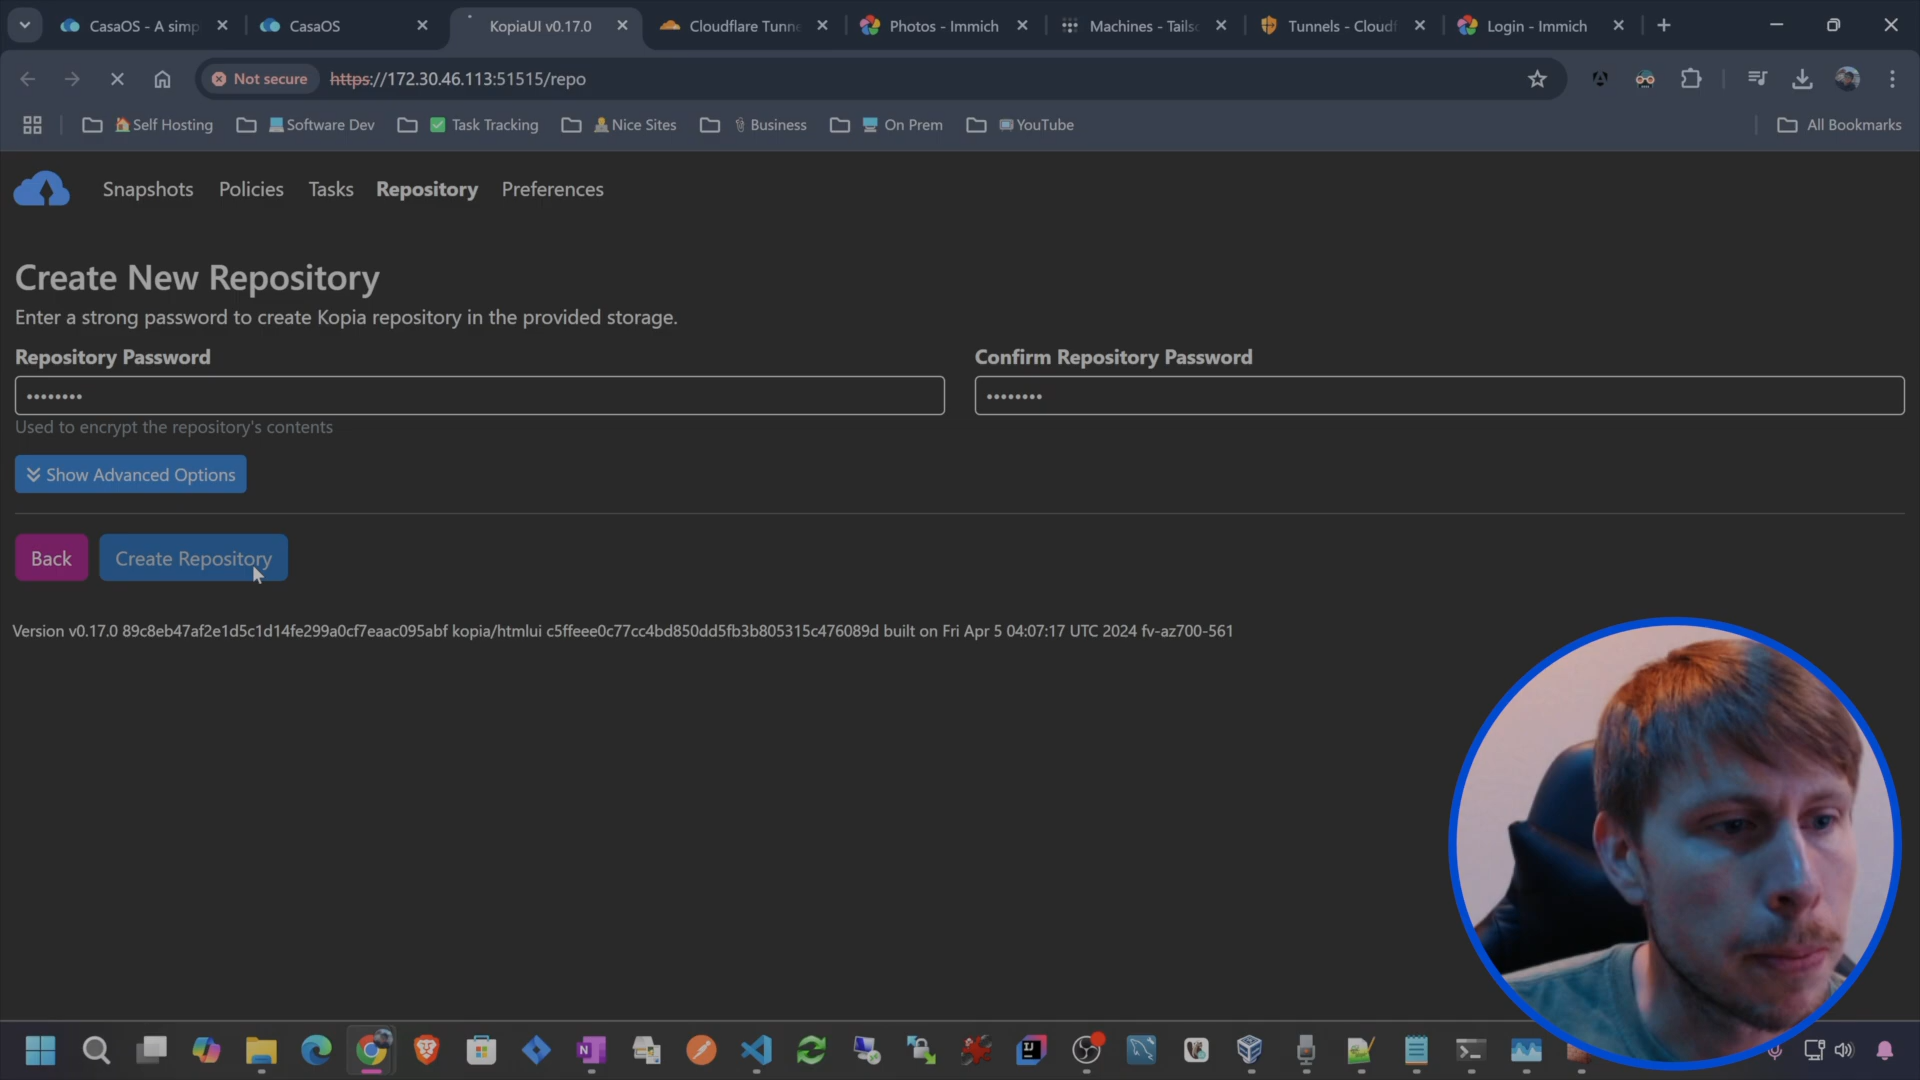 CasaOS - A simp
CasaOS
KopiaUI v0.17.0
Cloudflare Tunne
Photos - Immich
Machines - Tailsc
Tunnels - Cloudf
Login - Immich
Not secure
https://172.30.46.113:51515/repo
Self Hosting
Software Dev
Task Tracking
Nice Sites
Business
On Prem
YouTube
All Bookmarks
Snapshots
Policies
Tasks
Repository
Preferences
Create New Repository
Enter a strong password to create Kopia repository in the provided storage.
Repository Password
Confirm Repository Password
••••••••
••••••••
Used to encrypt the repository's contents
Show Advanced Options
Back
Create Repository
Version v0.17.0 89c8eb47af2e1d5c1d14fe299a0cf7eaac095abf kopia/htmlui c5ffeee0c77cc4bd850dd5fb3b805315c476089d built on Fri Apr 5 04:07:17 UTC 2024 fv-az700-561